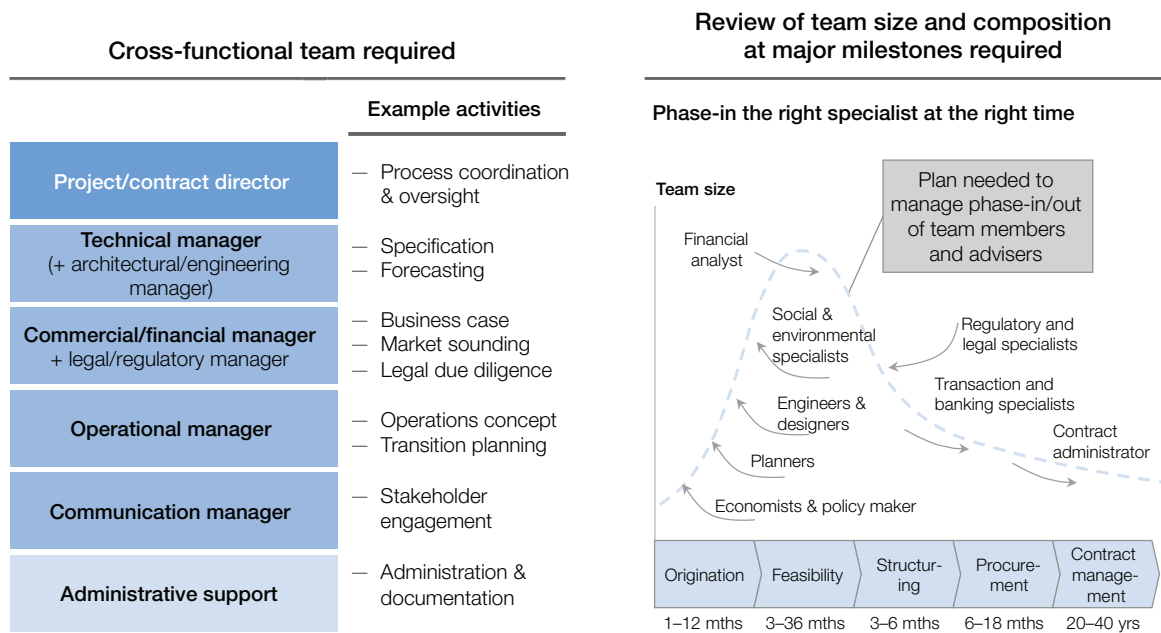 Cross-functional team required
Example activities
Project/contract director
— Process coordination
& oversight
Technical manager
(+ architectural/engineering
manager)
— Specification
— Forecasting
Commercial/financial manager
+ legal/regulatory manager
— Business case
— Market sounding
— Legal due diligence
Operational manager
— Operations concept
— Transition planning
Communication manager
— Stakeholder
engagement
Administrative support
— Administration &
documentation
Review of team size and composition
at major milestones required
Phase-in the right specialist at the right time
Team size
Plan needed to
manage phase-in/out
of team members
and advisers
Financial
analyst
Social &
environmental
specialists
Regulatory and
legal specialists
Engineers &
designers
Transaction and
banking specialists
Planners
Contract
administrator
Economists & policy maker
Origination
Feasibility
Structur-
ing
Procure-
ment
Contract
manage-
ment
1–12 mths
3–36 mths
3–6 mths
6–18 mths
20–40 yrs